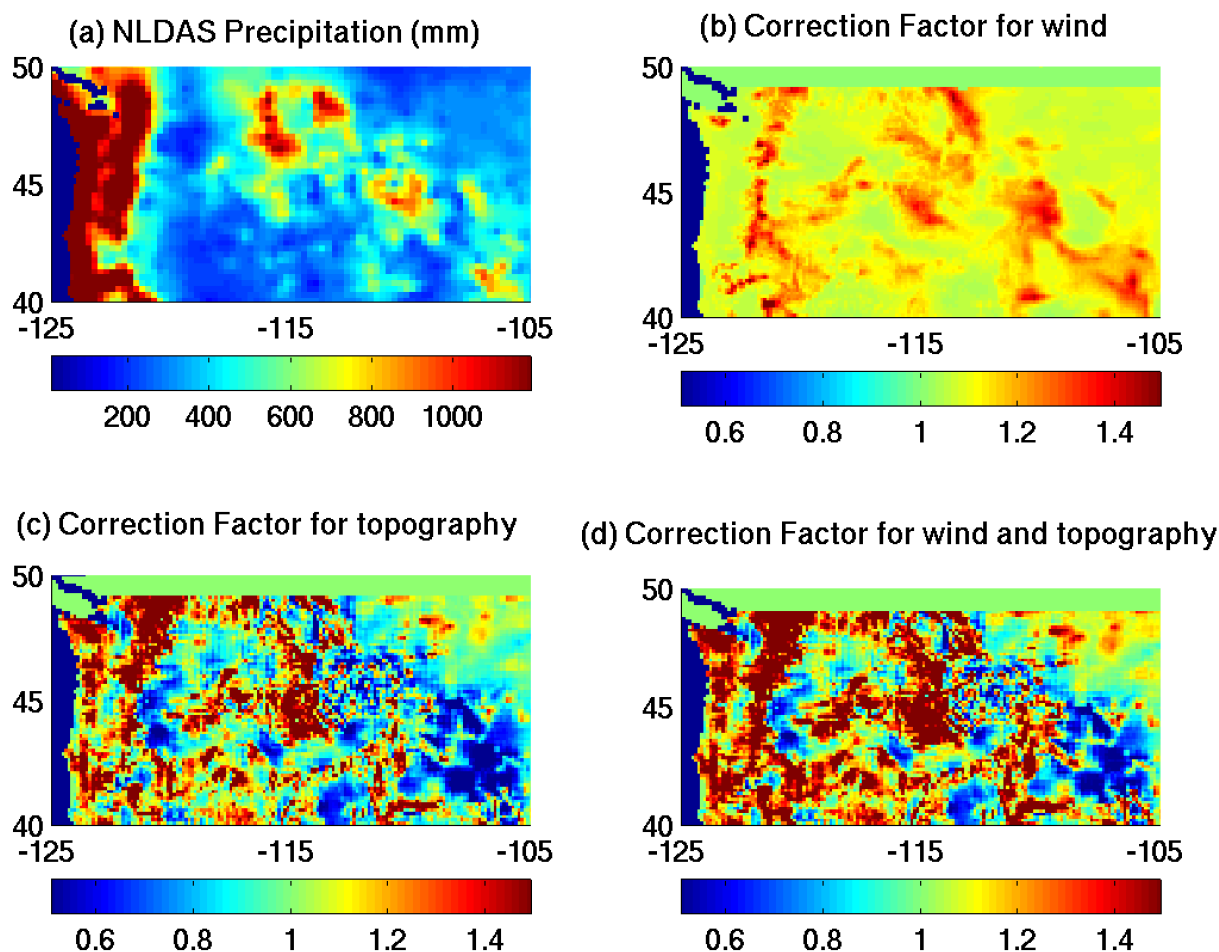 (a) NLDAS Precipitation (mm)
50
45
40
-125 -115 -105
200 400 600 800 1000
(b) Correction Factor for wind
50
45
40
-125 -115 -105
0.6 0.8 1 1.2 1.4
(c) Correction Factor for topography
50
45
40
-125 -115 -105
0.6 0.8 1 1.2 1.4
(d) Correction Factor for wind and topography
50
45
40
-125 -115 -105
0.6 0.8 1 1.2 1.4